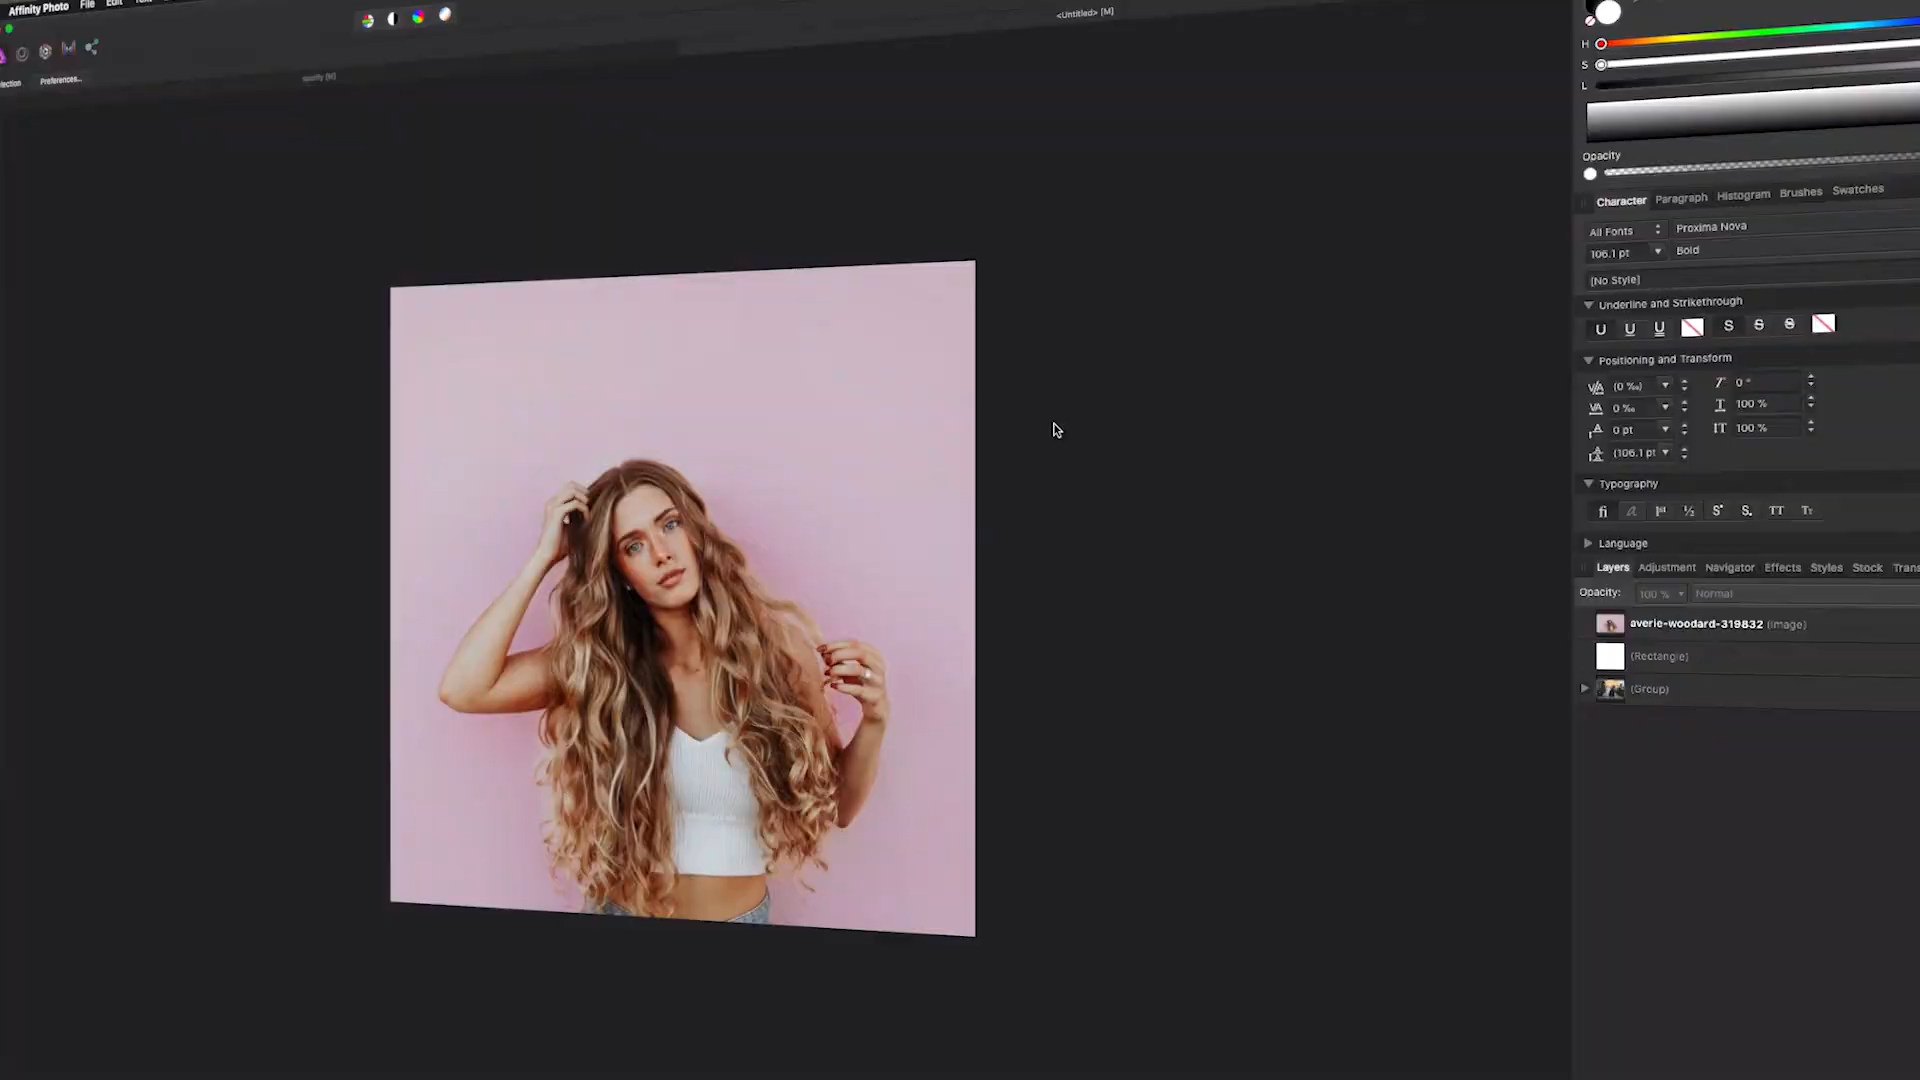 Affinity Photo File Edit
<Untitled> [M]
Preferences...
H
S
L
Opacity
Character Paragraph Histogram Brushes Swatches
All Fonts Proxima Nova
106.1 pt Bold
[No Style]
Underline and Strikethrough
U U U S S S
Positioning and Transform
(0 ‰) 0 °
0 ‰ 100 %
0 pt 100 %
(106.1 pt
Typography
fi a 1st ½ S S TT TT
Language
Layers Adjustment Navigator Effects Styles Stock Trans
Opacity: 100 % Normal
averie-woodard-319832 (Image)
(Rectangle)
(Group)